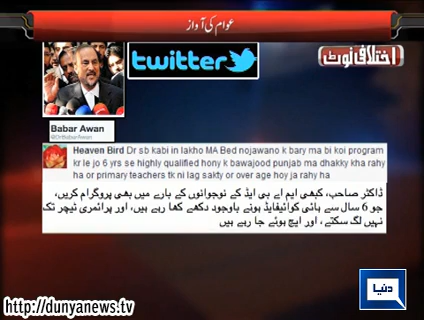 عوام کی آواز
twitter
اختلافی نوٹ
Babar Awan
@DrBabarAwan
Heaven Bird Dr sb kabi in lakho MA Bed nojawano k bary ma bi koi program
kr le jo 6 yrs se highly qualified hony k bawajood punjab ma dhakky kha rahy
ha or primary teachers tk ni lag sakty or over age hoy ja rahy ha
ڈاکٹر صاحب، کبھی ایم اے بی ایڈ کے نوجوانوں کے بارے میں بھی پروگرام کریں،
جو 6 سال سے ہائی کوالیفایڈ ہونے باوجود دکھے کھا رہے ہیں، اور پرائمری ٹیچر تک
نہیں لگ سکتے، اور ایج ہوئے جا رہے ہیں
دنیا
http://dunyanews.tv